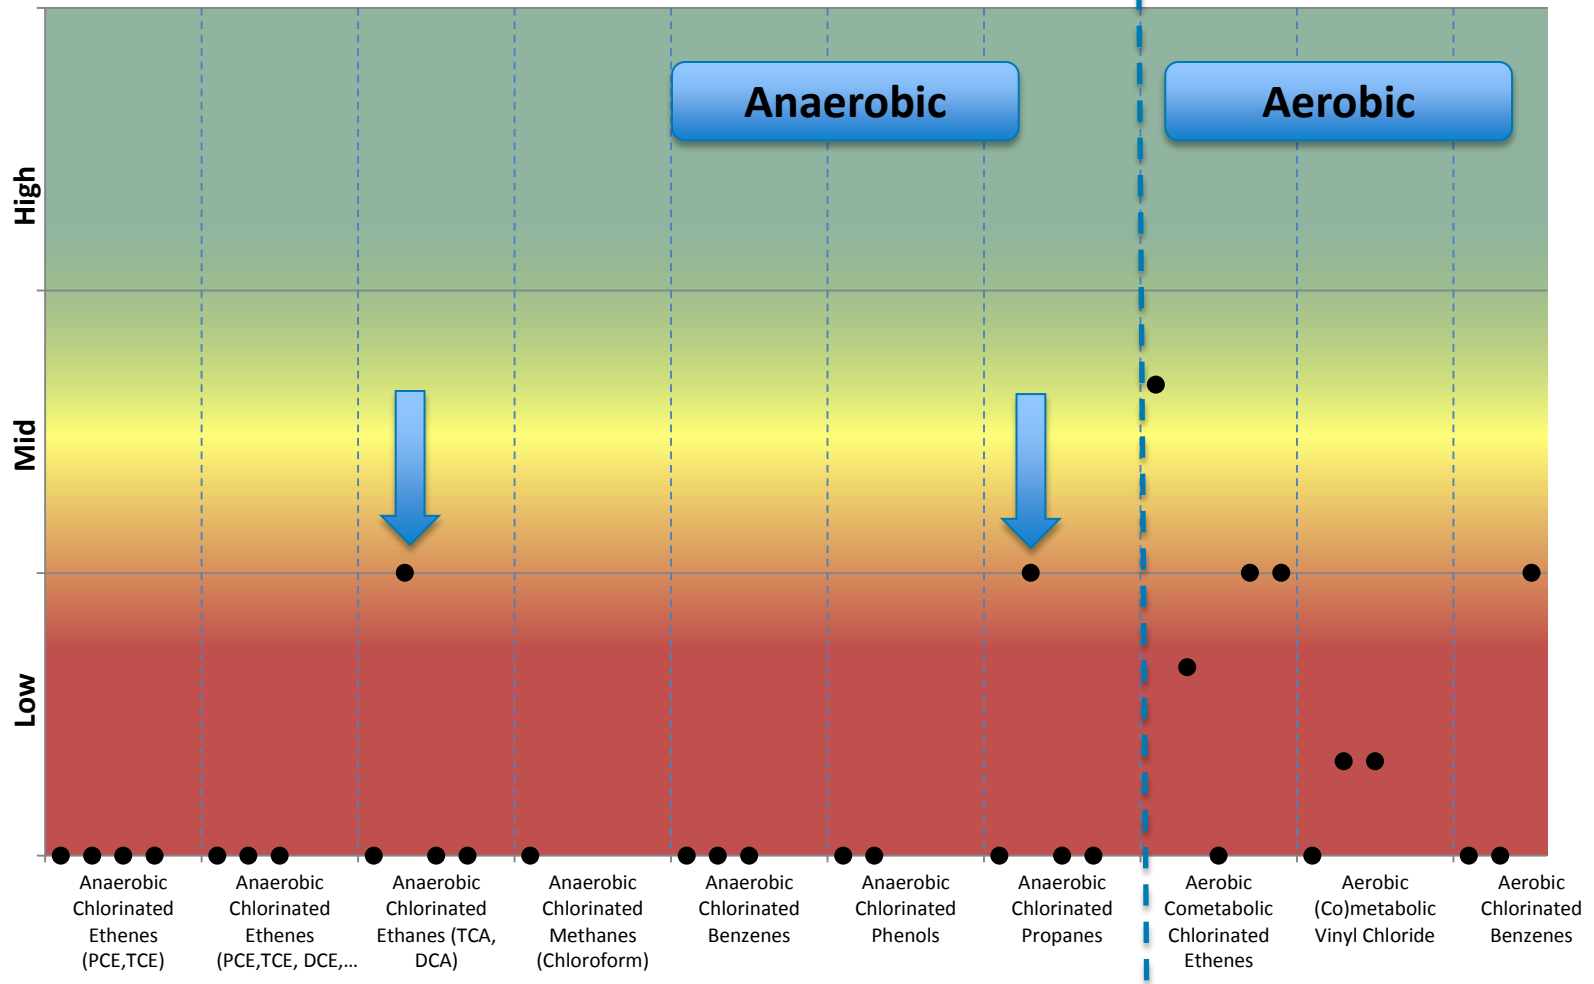 Anaerobic
Aerobic
High
Mid
Low
Anaerobic
Chlorinated
Ethenes
(PCE,TCE)
Anaerobic
Chlorinated
Ethenes
(PCE,TCE, DCE,...
Anaerobic
Chlorinated
Ethanes (TCA,
DCA)
Anaerobic
Chlorinated
Methanes
(Chloroform)
Anaerobic
Chlorinated
Benzenes
Anaerobic
Chlorinated
Phenols
Anaerobic
Chlorinated
Propanes
Aerobic
Cometabolic
Chlorinated
Ethenes
Aerobic
(Co)metabolic
Vinyl Chloride
Aerobic
Chlorinated
Benzenes